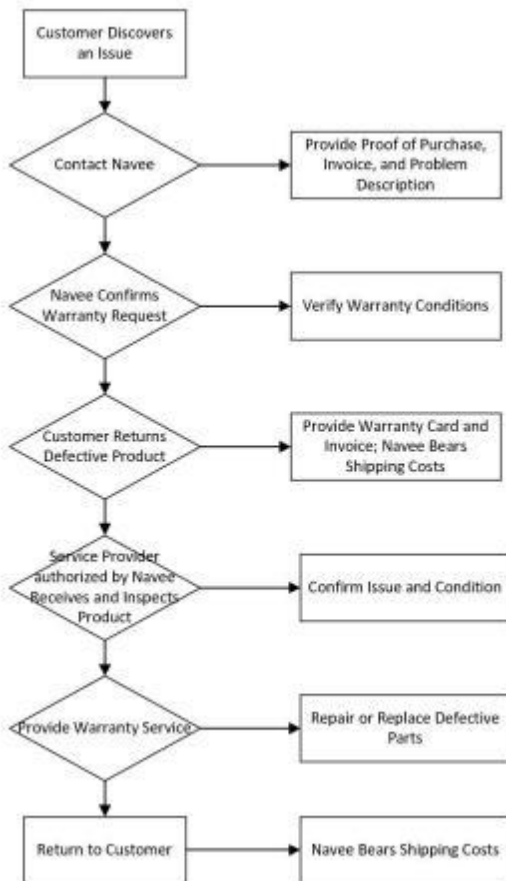 Customer Discovers
an Issue
Contact Navee
Provide Proof of Purchase,
Invoice, and Problem
Description
Navee Confirms
Warranty Request
Verify Warranty Conditions
Customer Returns
Defective Product
Provide Warranty Card and
Invoice; Navee Bears
Shipping Costs
Service Provider
authorized by Navee
Receives and Inspects
Product
Confirm Issue and Condition
Provide Warranty Service
Repair or Replace Defective
Parts
Return to Customer
Navee Bears Shipping Costs